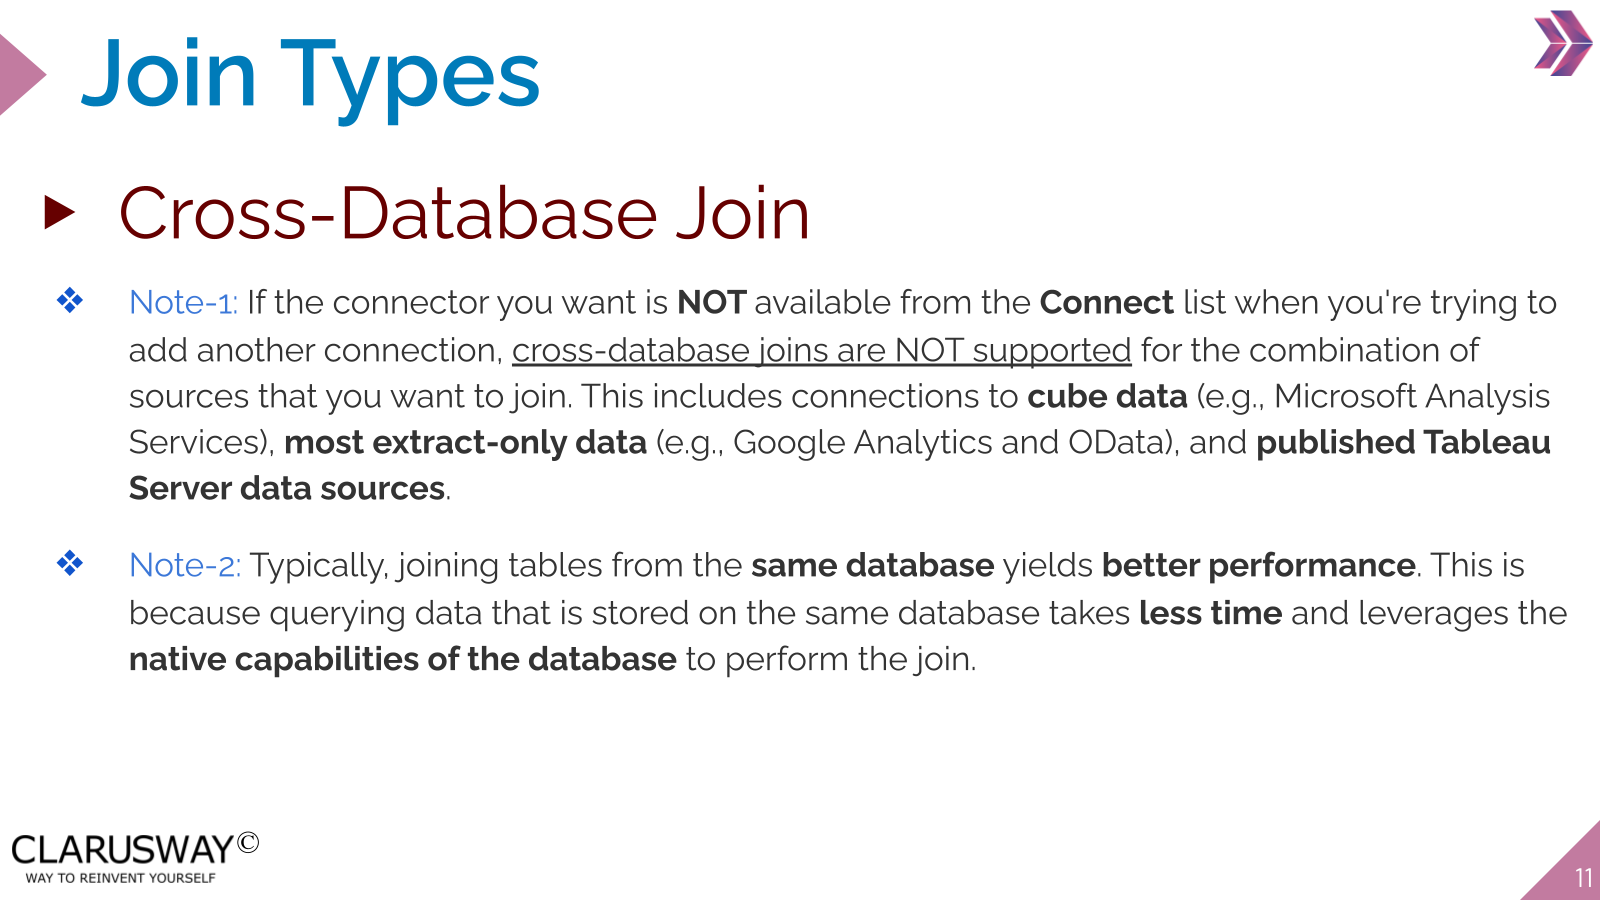 Join Types
Cross-Database Join
Note-1: If the connector you want is NOT available from the Connect list when you're trying to
add another connection, cross-database joins are NOT supported for the combination of
sources that you want to join. This includes connections to cube data (e.g., Microsoft Analysis
Services), most extract-only data (e.g., Google Analytics and OData), and published Tableau
Server data sources.
Note-2: Typically, joining tables from the same database yields better performance. This is
because querying data that is stored on the same database takes less time and leverages the
native capabilities of the database to perform the join.
CLARUSWAY©
WAY TO REINVENT YOURSELF
11